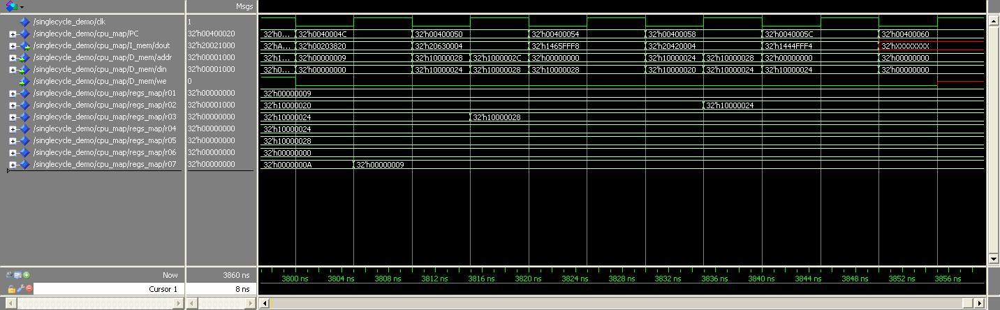 Msgs
/singlecycle_demo/clk 1
/singlecycle_demo/cpu_map/PC 32'h00400020 32'h0... 32'h0040004C 32'h00400050 32'h00400054 32'h00400058 32'h0040005C 32'h00400060
/singlecycle_demo/cpu_map/I_mem/dout 32'h20021000 32'hA... 32'h00203820 32'h20630004 32'h1465FFF8 32'h20420004 32'h1444FFF4 32'hXXXXXXXX
/singlecycle_demo/cpu_map/D_mem/addr 32'h00001000 32'h1... 32'h00000009 32'h10000028 32'h1000002C 32'h00000000 32'h10000024 32'h10000028 32'h00000000 32'h00000000
/singlecycle_demo/cpu_map/D_mem/din 32'h00001000 32'h0... 32'h00000000 32'h10000024 32'h10000028 32'h10000028 32'h10000020 32'h10000024 32'h10000024 32'h00000000
/singlecycle_demo/cpu_map/D_mem/we 0
/singlecycle_demo/cpu_map/regs_map/r01 32'h00000000 32'h00000009
/singlecycle_demo/cpu_map/regs_map/r02 32'h00001000 32'h10000020 32'h10000024
/singlecycle_demo/cpu_map/regs_map/r03 32'h00000000 32'h10000024 32'h10000028
/singlecycle_demo/cpu_map/regs_map/r04 32'h00000000 32'h10000024
/singlecycle_demo/cpu_map/regs_map/r05 32'h00000000 32'h10000028
/singlecycle_demo/cpu_map/regs_map/r06 32'h00000000 32'h00000000
/singlecycle_demo/cpu_map/regs_map/r07 32'h00000000 32'h0000000A 32'h00000009
Now 3860 ns 3800 ns 3804 ns 3808 ns 3812 ns 3816 ns 3820 ns 3824 ns 3828 ns 3832 ns 3836 ns 3840 ns 3844 ns 3848 ns 3852 ns 3856 ns
Cursor 1 8 ns